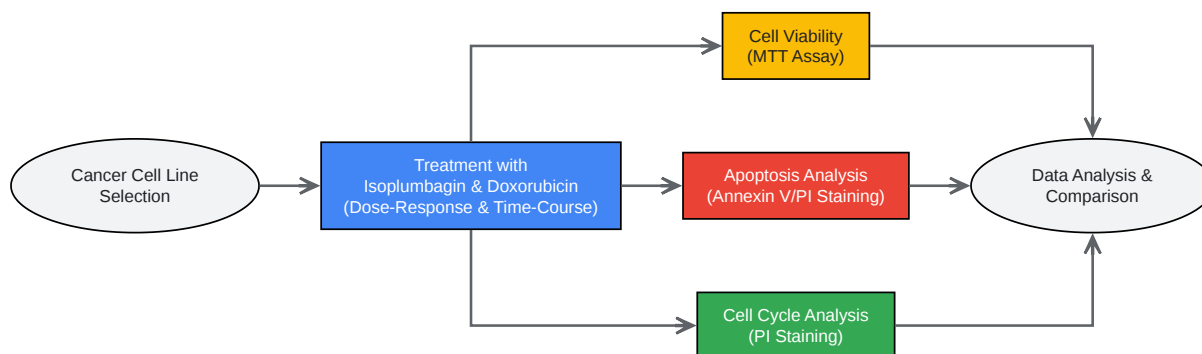 Cancer Cell Line
Selection
Treatment with
Isoplumbagin & Doxorubicin
(Dose-Response & Time-Course)
Cell Viability
(MTT Assay)
Apoptosis Analysis
(Annexin V/PI Staining)
Cell Cycle Analysis
(PI Staining)
Data Analysis &
Comparison